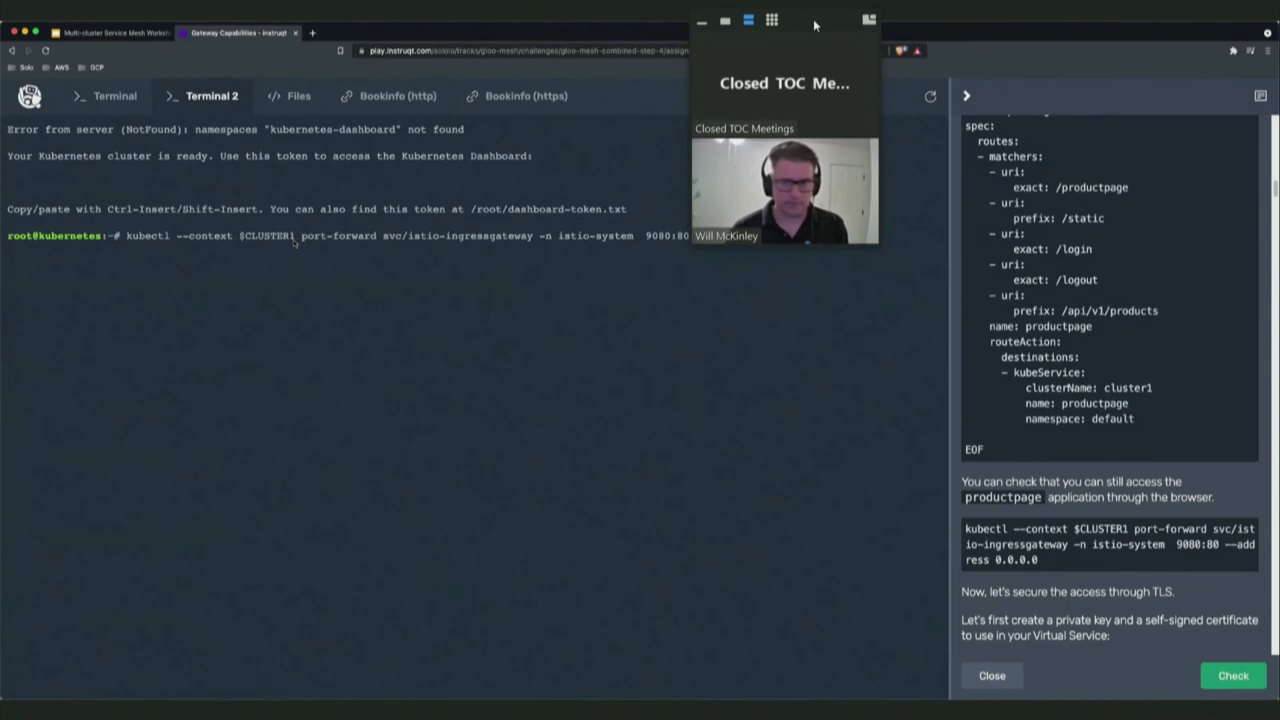 Multi-cluster Service Mesh Worksh
Gateway Capabilities - Instruqt
play.instruqt.com/soloio/tracks/gloo-mesh/challenges/gloo-mesh-combined-step-4/assign
Solo
AWS
GCP
Terminal
Terminal 2
Files
Bookinfo (http)
Bookinfo (https)
Error from server (NotFound): namespaces "kubernetes-dashboard" not found
Your Kubernetes cluster is ready. Use this token to access the Kubernetes Dashboard:
Copy/paste with Ctrl-Insert/Shift-Insert. You can also find this token at /root/dashboard-token.txt
root@kubernetes:~# kubectl --context $CLUSTER1 port-forward svc/istio-ingressgateway -n istio-system  9080:80
Closed TOC Me...
Closed TOC Meetings
Will McKinley
spec:
routes:
- matchers:
- uri:
exact: /productpage
- uri:
prefix: /static
- uri:
exact: /login
- uri:
exact: /logout
- uri:
prefix: /api/v1/products
name: productpage
routeAction:
destinations:
- kubeService:
clusterName: cluster1
name: productpage
namespace: default
EOF
You can check that you can still access the
productpage application through the browser.
kubectl --context $CLUSTER1 port-forward svc/ist
io-ingressgateway -n istio-system  9080:80 --add
ress 0.0.0.0
Now, let's secure the access through TLS.
Let's first create a private key and a self-signed certificate
to use in your Virtual Service:
Close
Check